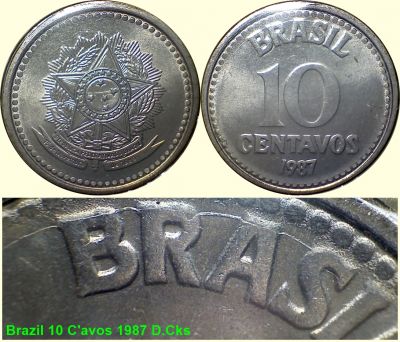 BRASIL
10
CENTAVOS
1987
BRASI
Brazil 10 C'avos 1987 D.Cks